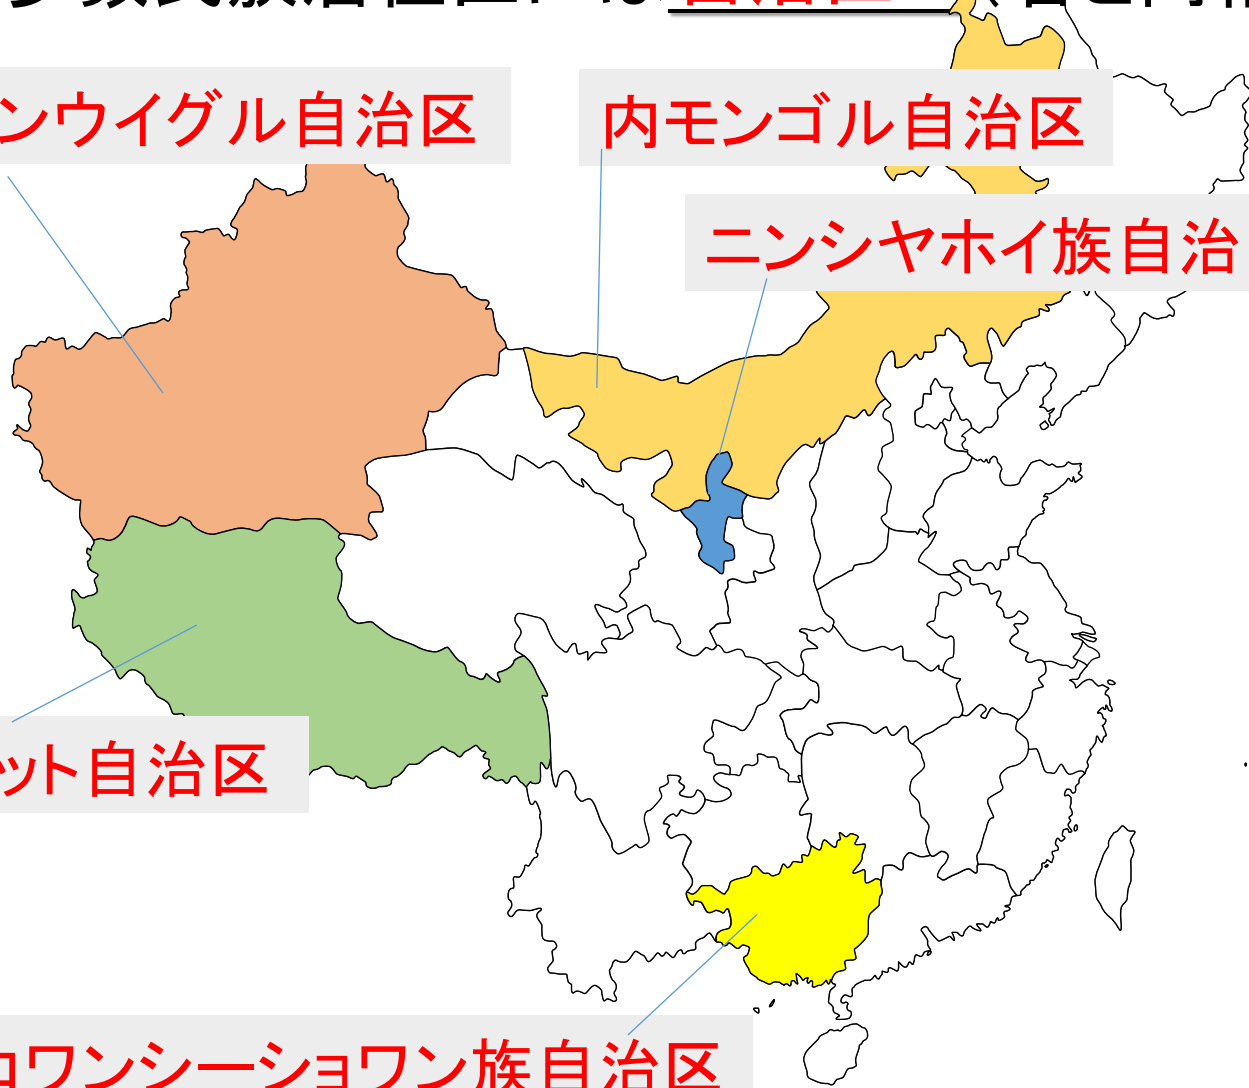 ンウイグル自治区
内モンゴル自治区
ニンシヤホイ族自治
ット自治区
コワンシーショワン族自治区